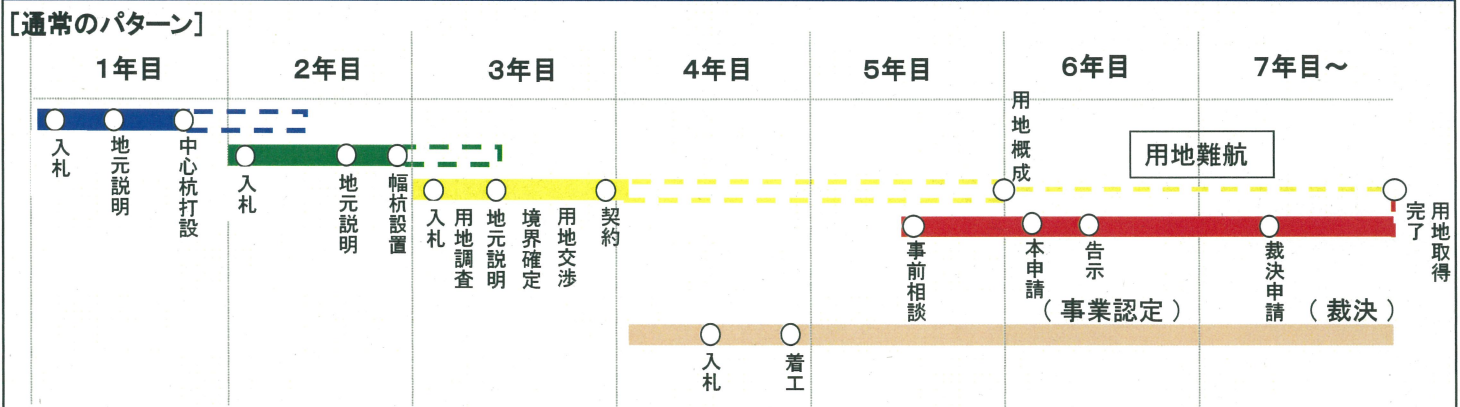 ［通常のパターン］
１年目
２年目
３年目
４年目
５年目
６年目
７年目～
入札
地元説明
中心杭打設
入札
地元説明
幅杭設置
入札
用地調査
地元説明
境界確定
用地交渉
契約
用地概成
用地難航
用地取得
完了
事前相談
本申請
告示
（事業認定）
裁決申請
（裁決）
入札
着工